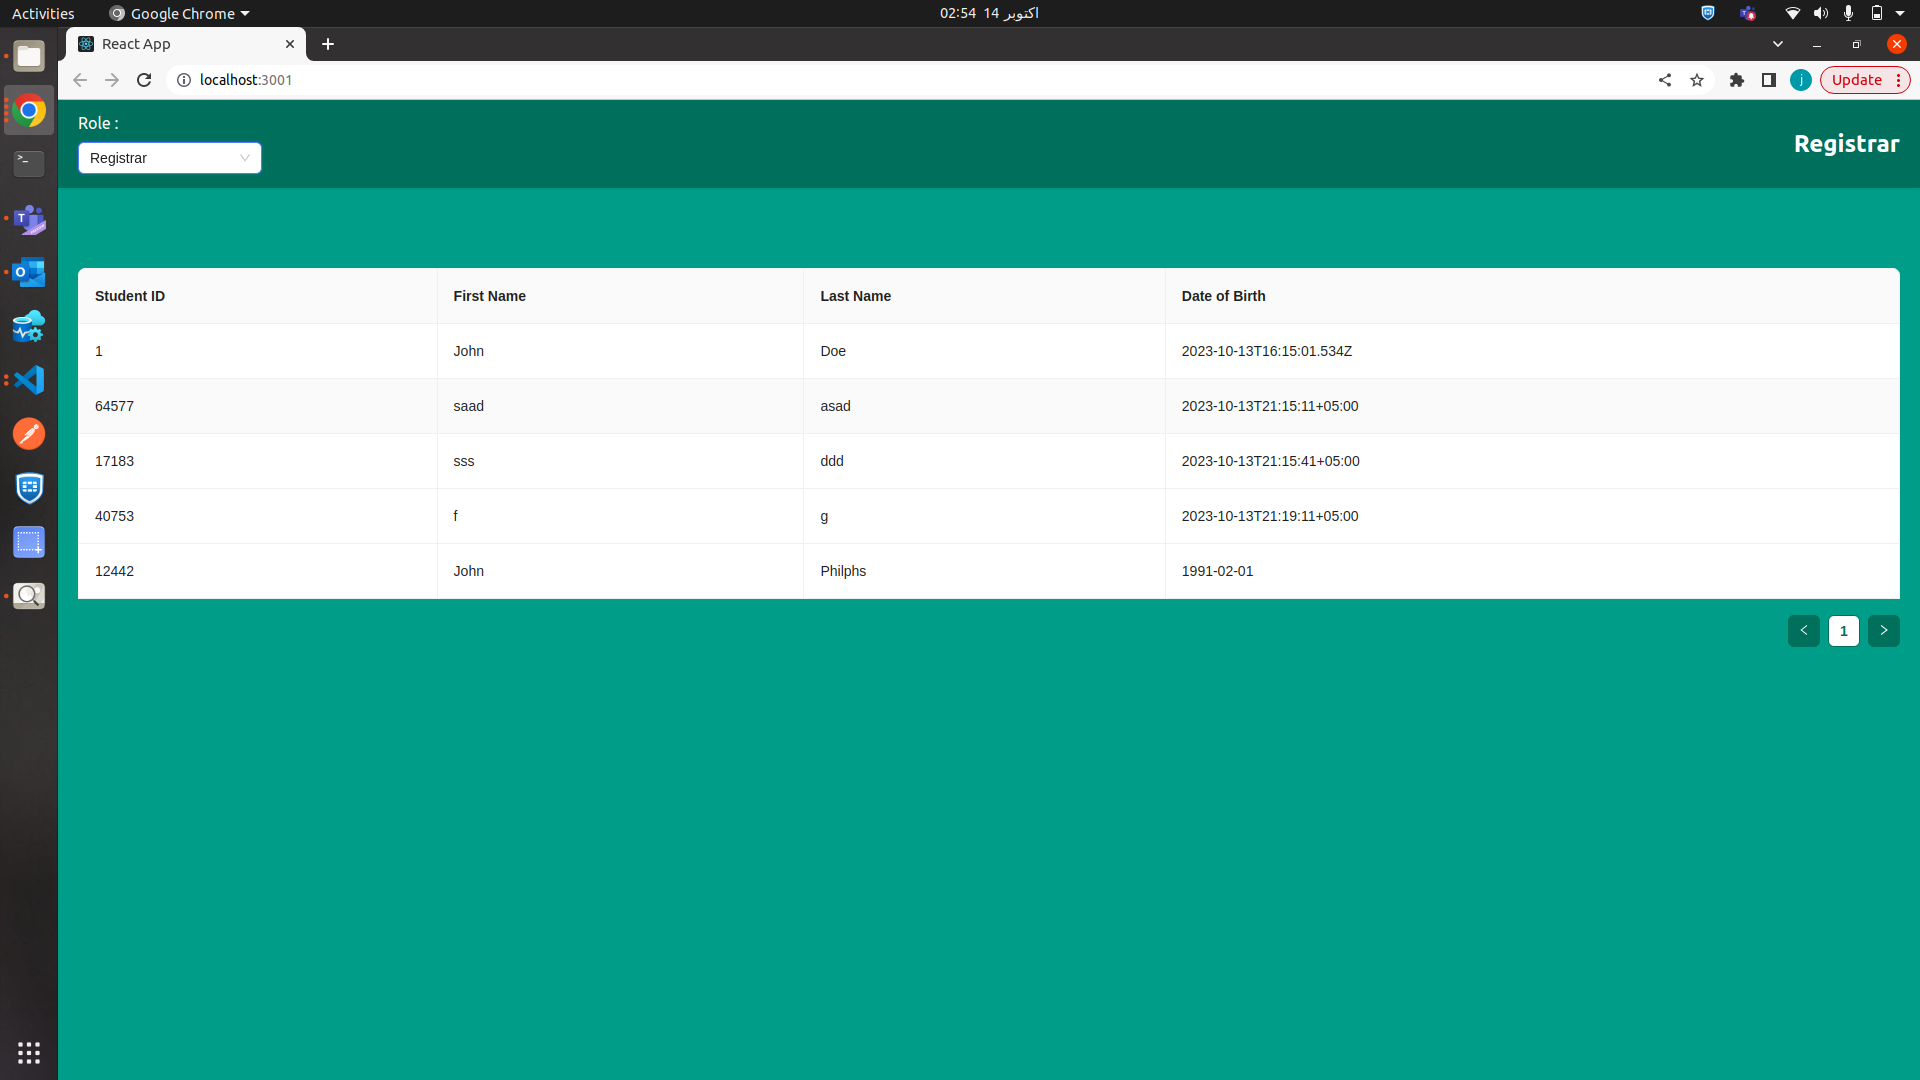 Activities
Google Chrome
02:54 14 اکتوبر
React App
localhost:3001
j
Update
Role :
Registrar
Registrar
Student ID First Name Last Name Date of Birth
1 John Doe 2023-10-13T16:15:01.534Z
64577 saad asad 2023-10-13T21:15:11+05:00
17183 sss ddd 2023-10-13T21:15:41+05:00
40753 f g 2023-10-13T21:19:11+05:00
12442 John Philphs 1991-02-01
< 1 >